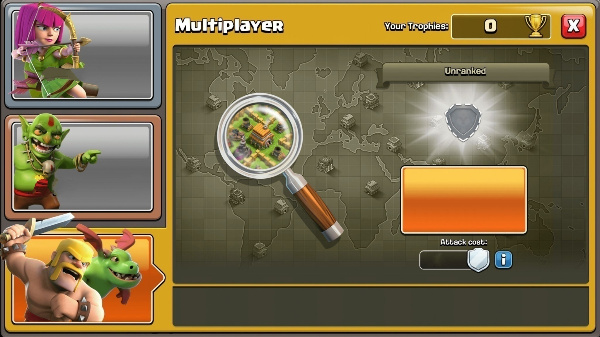 Multiplayer
Your Trophies: 0
Unranked
Attack cost:
i